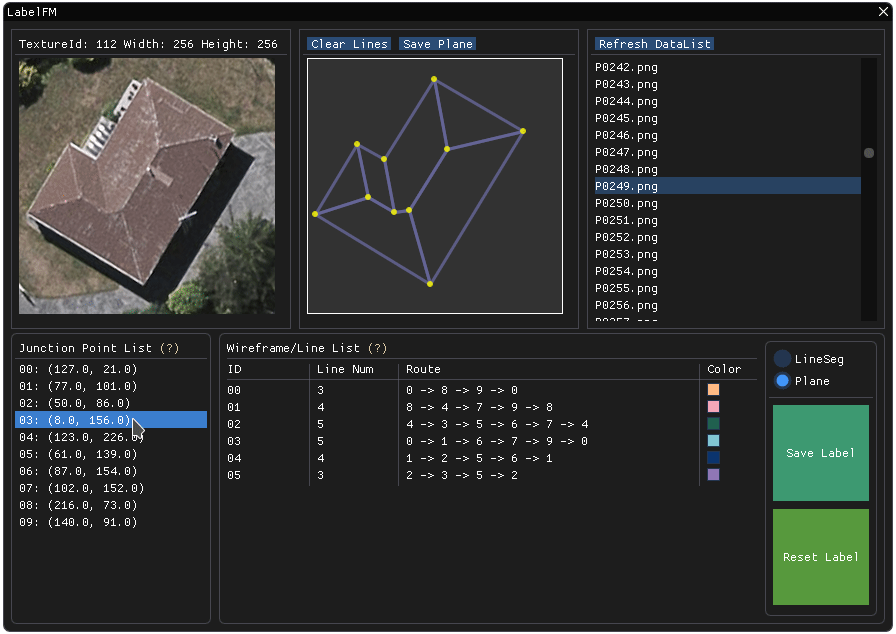 LabelFM
TextureId: 112 Width: 256 Height: 256
Clear Lines Save Plane
Refresh DataList
P0242.png
P0243.png
P0244.png
P0245.png
P0246.png
P0247.png
P0248.png
P0249.png
P0250.png
P0251.png
P0252.png
P0253.png
P0254.png
P0255.png
P0256.png
Junction Point List (?)
00: (127.0, 21.0)
01: (77.0, 101.0)
02: (50.0, 86.0)
03: (8.0, 156.0)
04: (123.0, 226.0)
05: (61.0, 139.0)
06: (87.0, 154.0)
07: (102.0, 152.0)
08: (216.0, 73.0)
09: (140.0, 91.0)
Wireframe/Line List (?)
ID Line Num Route Color
00 3 0 -> 8 -> 9 -> 0
01 4 8 -> 4 -> 7 -> 9 -> 8
02 5 4 -> 3 -> 5 -> 6 -> 7 -> 4
03 5 0 -> 1 -> 6 -> 7 -> 9 -> 0
04 4 1 -> 2 -> 5 -> 6 -> 1
05 3 2 -> 3 -> 5 -> 2
LineSeg
Plane
Save Label
Reset Label